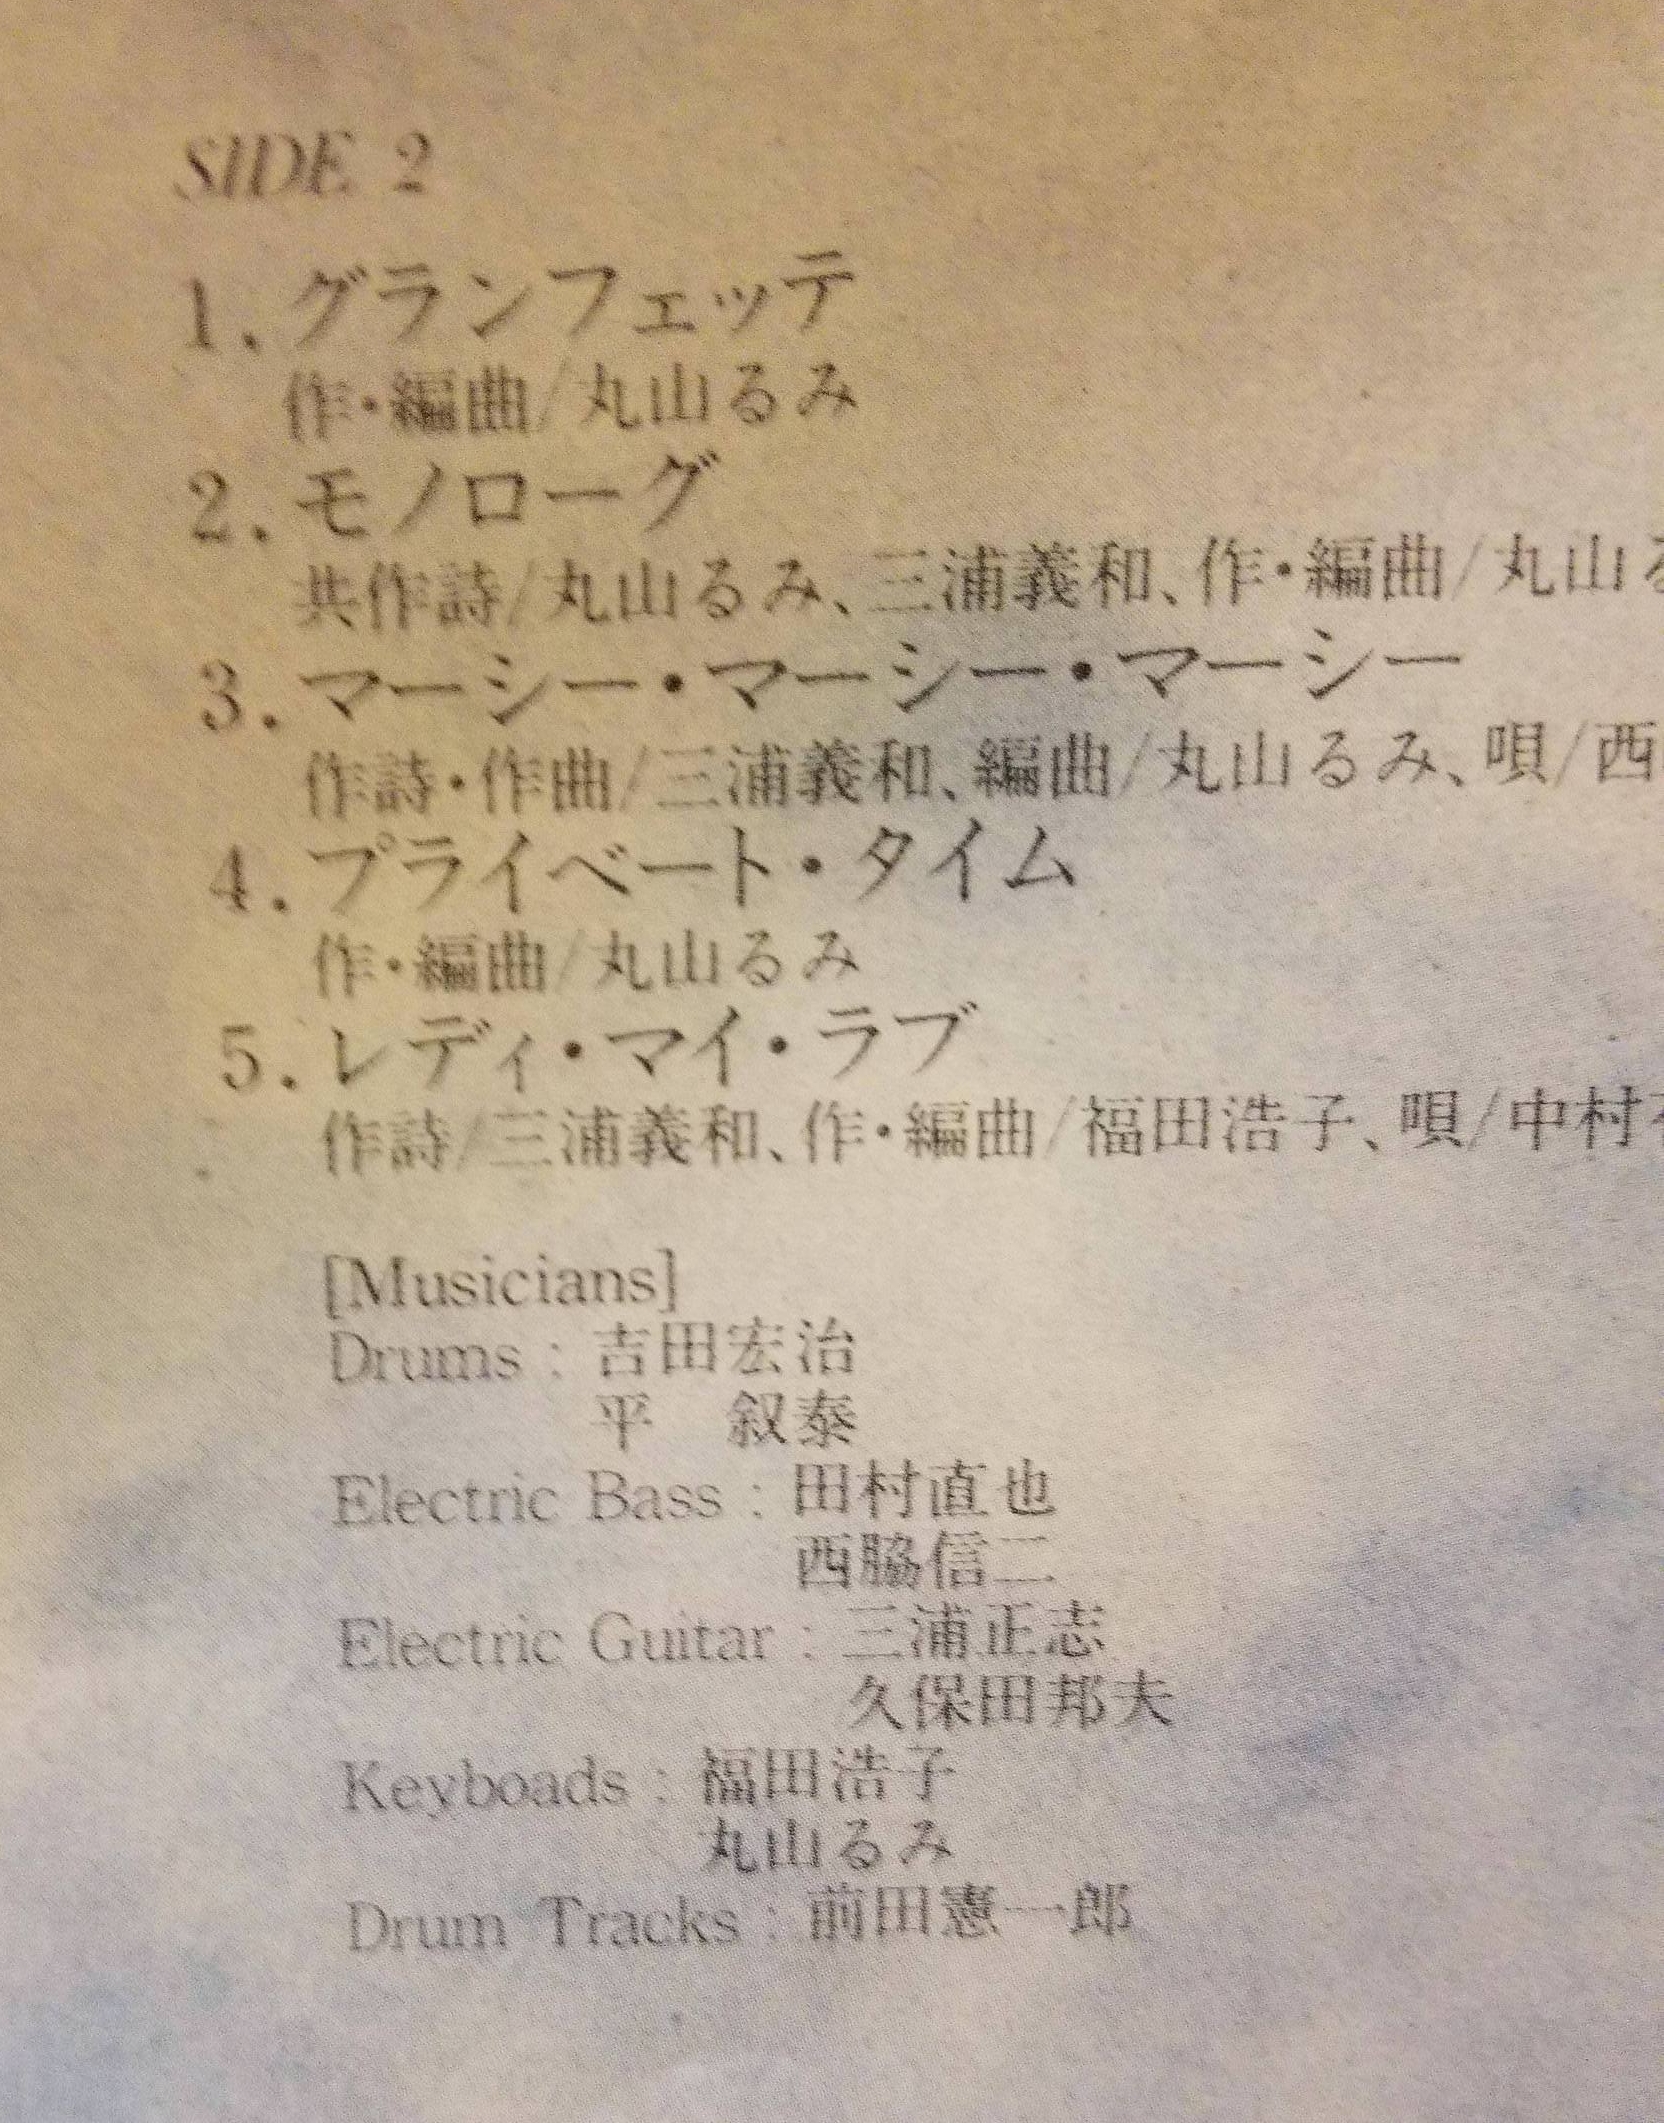 SIDE 2
1. グランフェッテ
作・編曲/丸山るみ
2. モノローグ
共作詩/丸山るみ、三浦義和、作・編曲/丸山る
3. マーシー・マーシー・マーシー
作詩・作曲/三浦義和、編曲/丸山るみ、唄/西
4. プライベート・タイム
作・編曲/丸山るみ
5. レディ・マイ・ラブ
作詩/三浦義和、作・編曲/福田浩子、唄/中村
[Musicians]
Drums : 吉田宏治
平 叙泰
Electric Bass : 田村直也
西脇信二
Electric Guitar : 三浦正志
久保田邦夫
Keyboads : 福田浩子
丸山るみ
Drum Tracks : 前田憲一郎